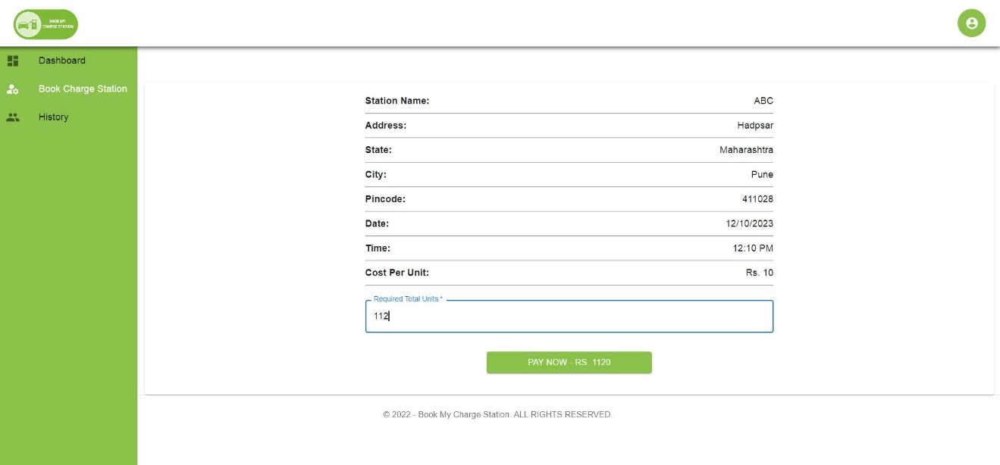 BOOK MY
CHARGE STATION
Dashboard
Book Charge Station
History
Station Name: ABC
Address: Hadpsar
State: Maharashtra
City: Pune
Pincode: 411028
Date: 12/10/2023
Time: 12:10 PM
Cost Per Unit: Rs. 10
Required Total Units *
112
PAY NOW - RS. 1120
© 2022 - Book My Charge Station. ALL RIGHTS RESERVED.